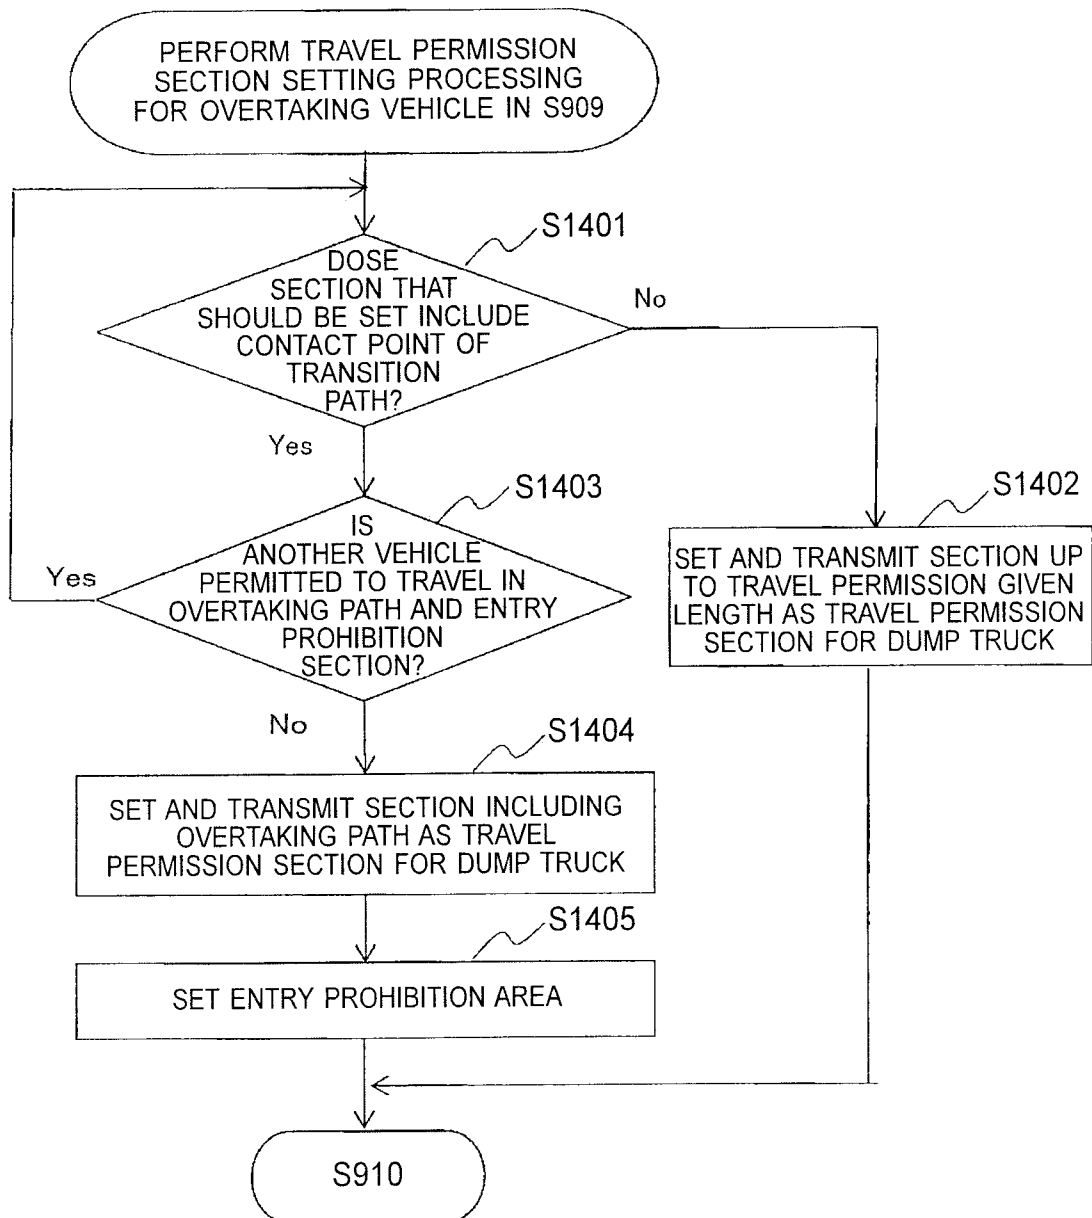 PERFORM TRAVEL PERMISSION
SECTION SETTING PROCESSING
FOR OVERTAKING VEHICLE IN S909
S1401
DOSE
SECTION THAT
SHOULD BE SET INCLUDE
CONTACT POINT OF
TRANSITION
PATH?
No
Yes
S1403
IS
ANOTHER VEHICLE
PERMITTED TO TRAVEL IN
OVERTAKING PATH AND ENTRY
PROHIBITION
SECTION?
Yes
No
S1402
SET AND TRANSMIT SECTION UP
TO TRAVEL PERMISSION GIVEN
LENGTH AS TRAVEL PERMISSION
SECTION FOR DUMP TRUCK
S1404
SET AND TRANSMIT SECTION INCLUDING
OVERTAKING PATH AS TRAVEL
PERMISSION SECTION FOR DUMP TRUCK
S1405
SET ENTRY PROHIBITION AREA
S910